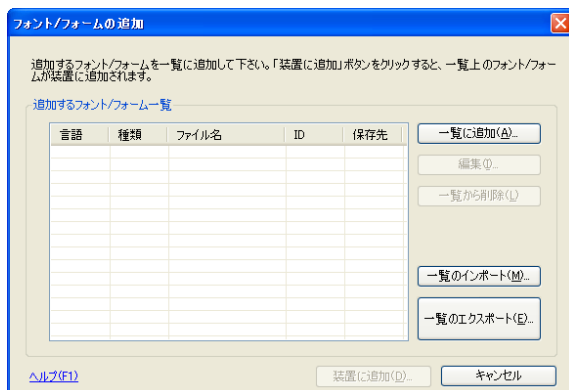 フォント/フォームの追加
追加するフォント/フォームを一覧に追加して下さい。「装置に追加」ボタンをクリックすると、一覧上のフォント/フォー
ムが装置に追加されます。
追加するフォント/フォーム一覧
言語 種類 ファイル名 ID 保存先
一覧に追加(A)...
編集(I)...
一覧から削除(L)
一覧のインポート(M)...
一覧のエクスポート(E)...
ヘルプ(F1)
装置に追加(D)...
キャンセル